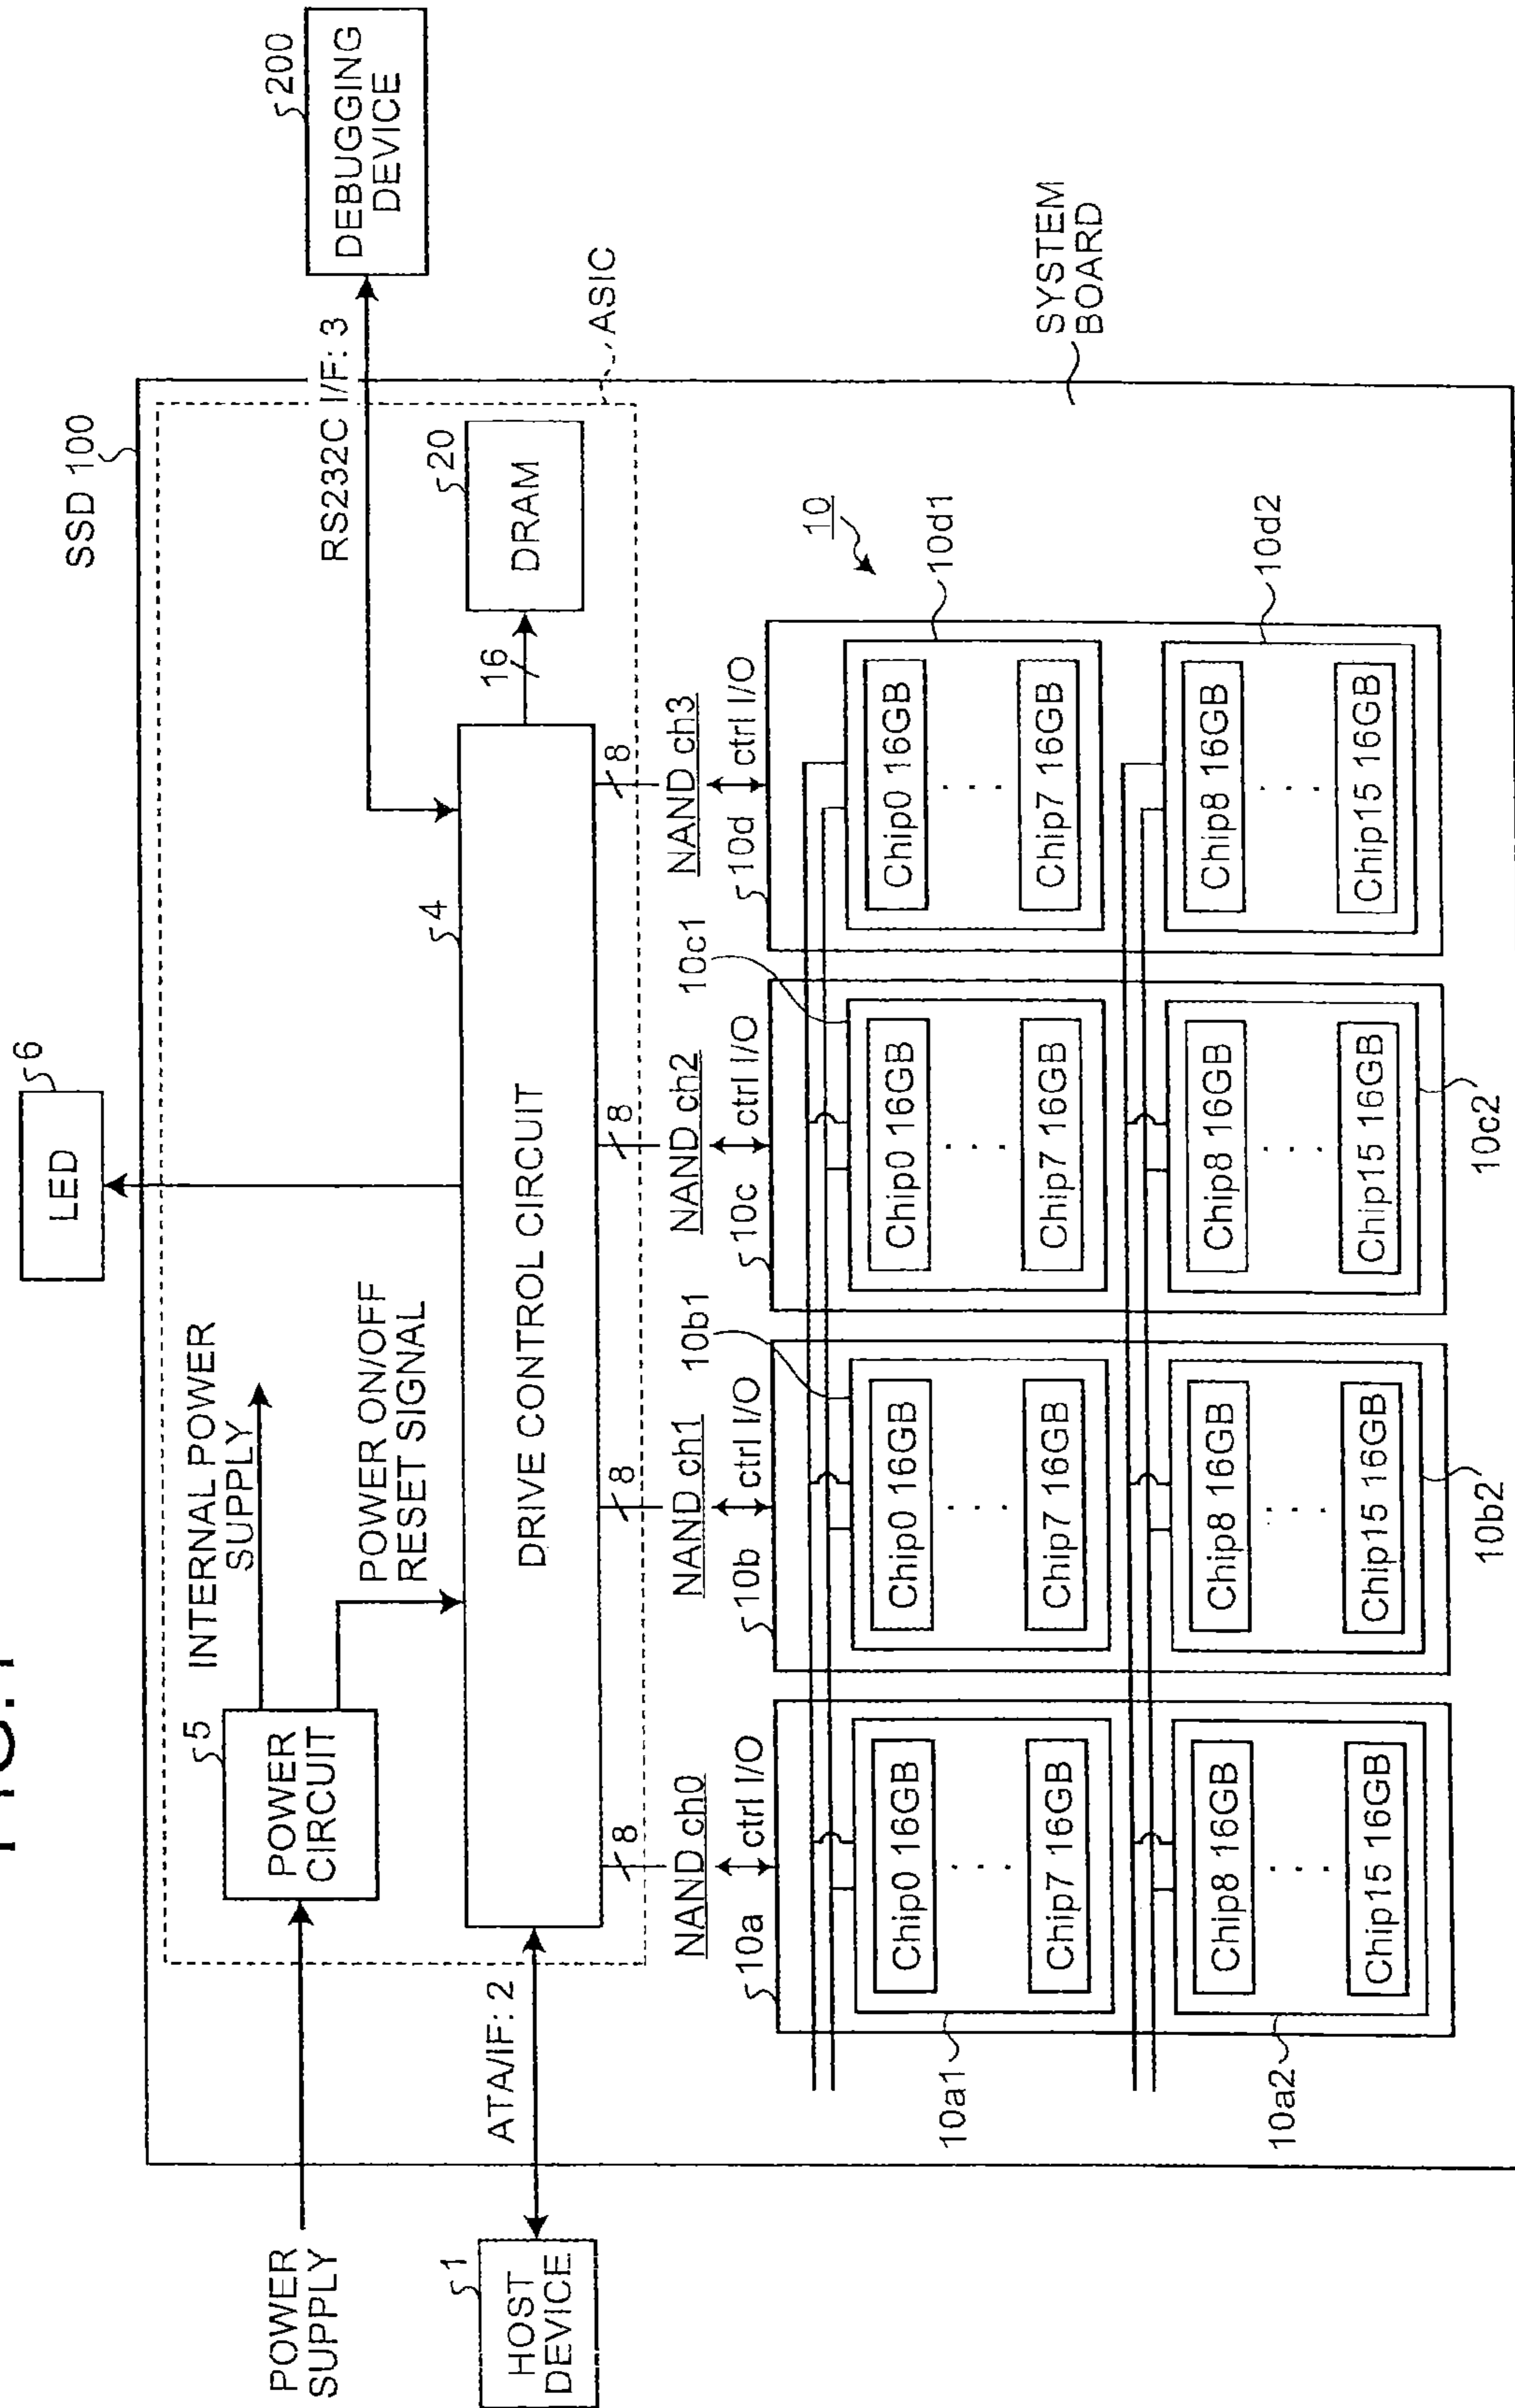 FIG.1
LED
6
SSD 100
200
DEBUGGING
DEVICE
POWER
SUPPLY
5
POWER
CIRCUIT
INTERNAL POWER
SUPPLY
POWER ON/OFF
RESET SIGNAL
RS232C I/F: 3
ASIC
1
HOST
DEVICE
ATA/IF: 2
DRIVE CONTROL CIRCUIT
4
16
20
DRAM
8
8
8
8
NAND ch0
NAND ch1
NAND ch2
NAND ch3
10a
ctrl I/O
10b
ctrl I/O
10b1
10c
ctrl I/O
10c1
10d
ctrl I/O
10
SYSTEM
BOARD
10a1
Chip0 16GB
. . .
Chip7 16GB
Chip0 16GB
. . .
Chip7 16GB
Chip0 16GB
. . .
Chip7 16GB
Chip0 16GB
. . .
Chip7 16GB
10d1
10a2
Chip8 16GB
. . .
Chip15 16GB
Chip8 16GB
. . .
Chip15 16GB
Chip8 16GB
. . .
Chip15 16GB
Chip8 16GB
. . .
Chip15 16GB
10d2
10b2
10c2